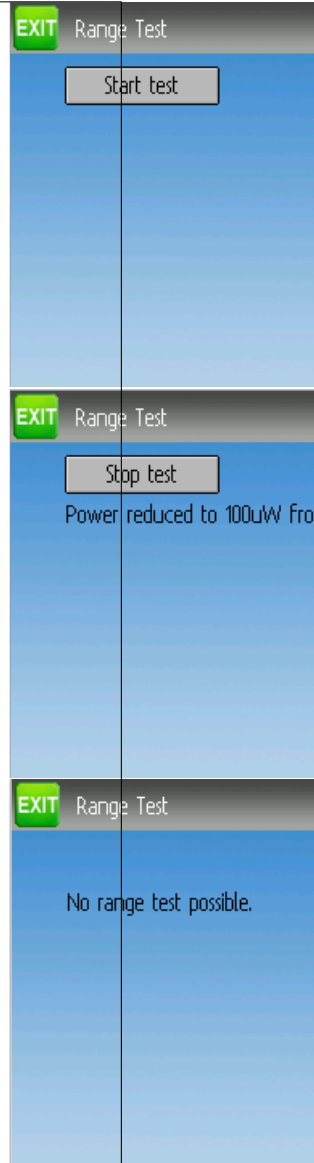 EXIT Range Test
Start test
EXIT Range Test
Stop test
Power reduced to 100uW fro
EXIT Range Test
No range test possible.